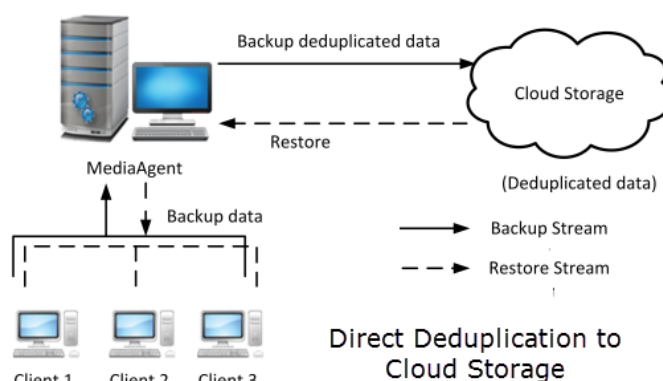 Backup deduplicated data
Cloud Storage
Restore
MediaAgent
(Deduplicated data)
Backup data
Backup Stream
Restore Stream
Client 1
Client 2
Client 3
Direct Deduplication to
Cloud Storage